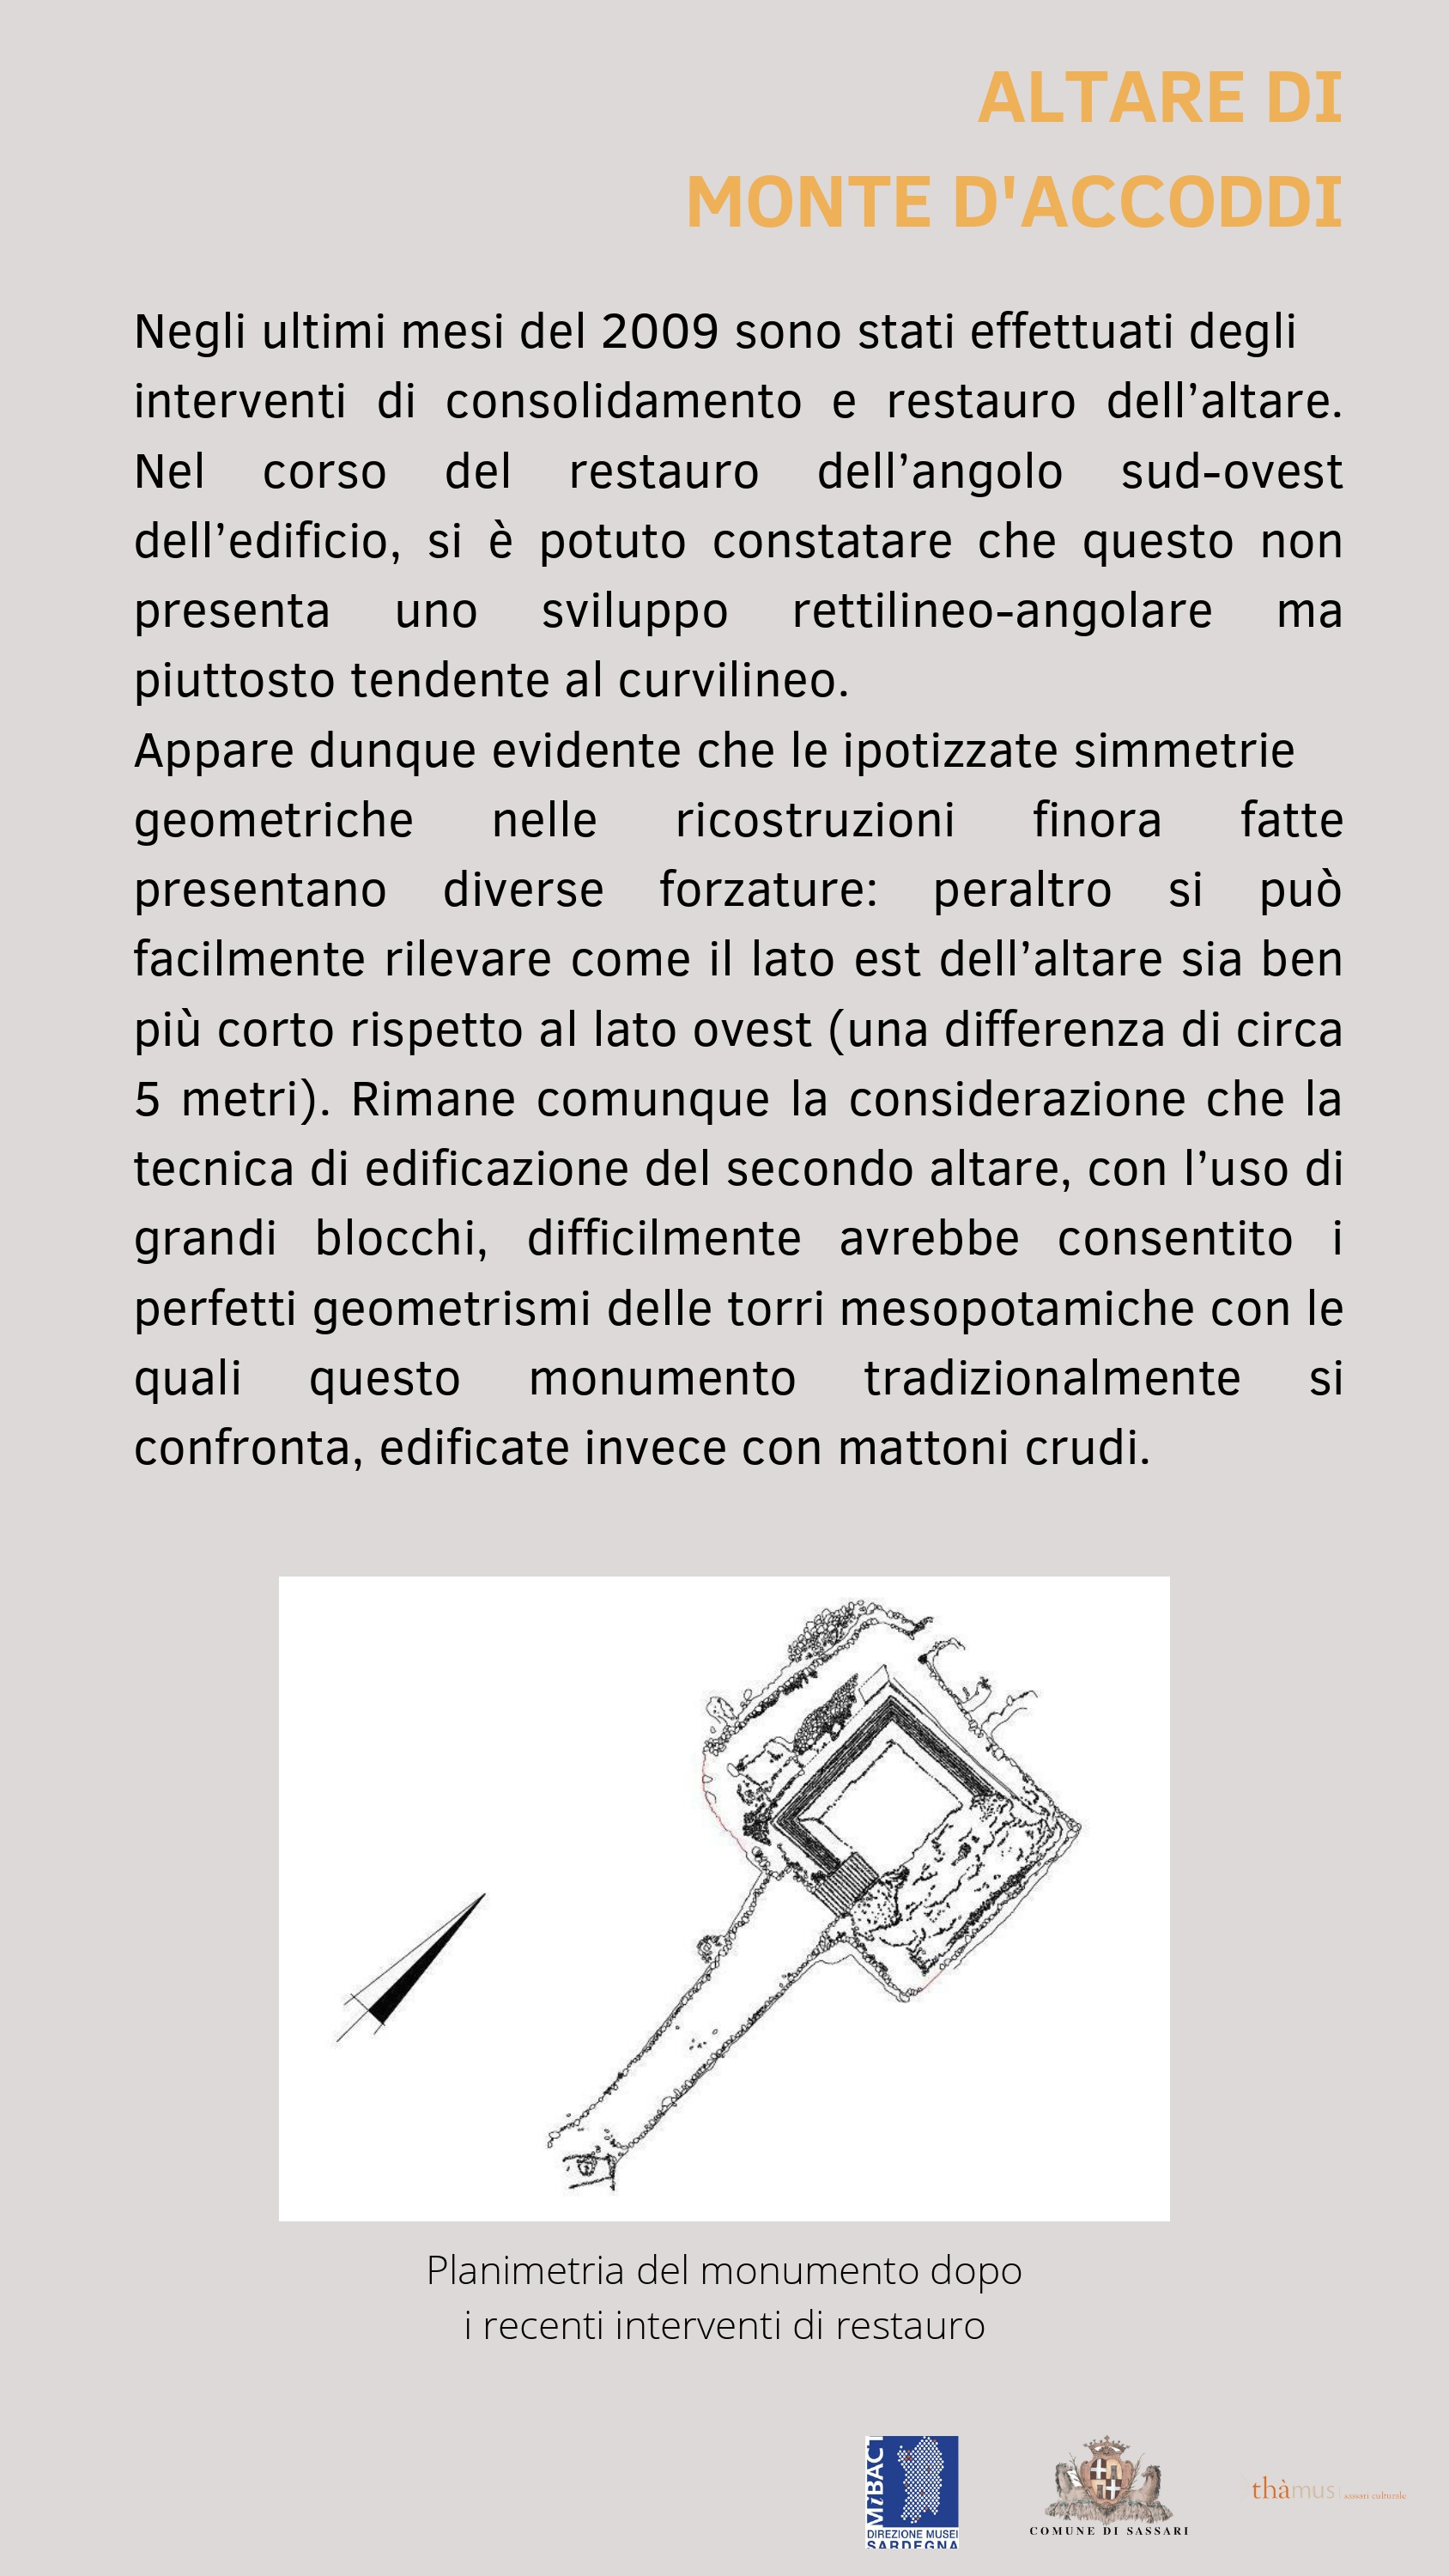 ALTARE DI
MONTE D'ACCODDI
Negli ultimi mesi del 2009 sono stati effettuati degli
interventi di consolidamento e restauro dell’altare.
Nel corso del restauro dell’angolo sud-ovest
dell’edificio, si è potuto constatare che questo non
presenta uno sviluppo rettilineo-angolare ma
piuttosto tendente al curvilineo.
Appare dunque evidente che le ipotizzate simmetrie
geometriche nelle ricostruzioni finora fatte
presentano diverse forzature: peraltro si può
facilmente rilevare come il lato est dell’altare sia ben
più corto rispetto al lato ovest (una differenza di circa
5 metri). Rimane comunque la considerazione che la
tecnica di edificazione del secondo altare, con l’uso di
grandi blocchi, difficilmente avrebbe consentito i
perfetti geometrismi delle torri mesopotamiche con le
quali questo monumento tradizionalmente si
confronta, edificate invece con mattoni crudi.
Planimetria del monumento dopo
i recenti interventi di restauro
MiBACT
DIREZIONE MUSEI
SARDEGNA
COMUNE DI SASSARI
thàmus sassari culturale